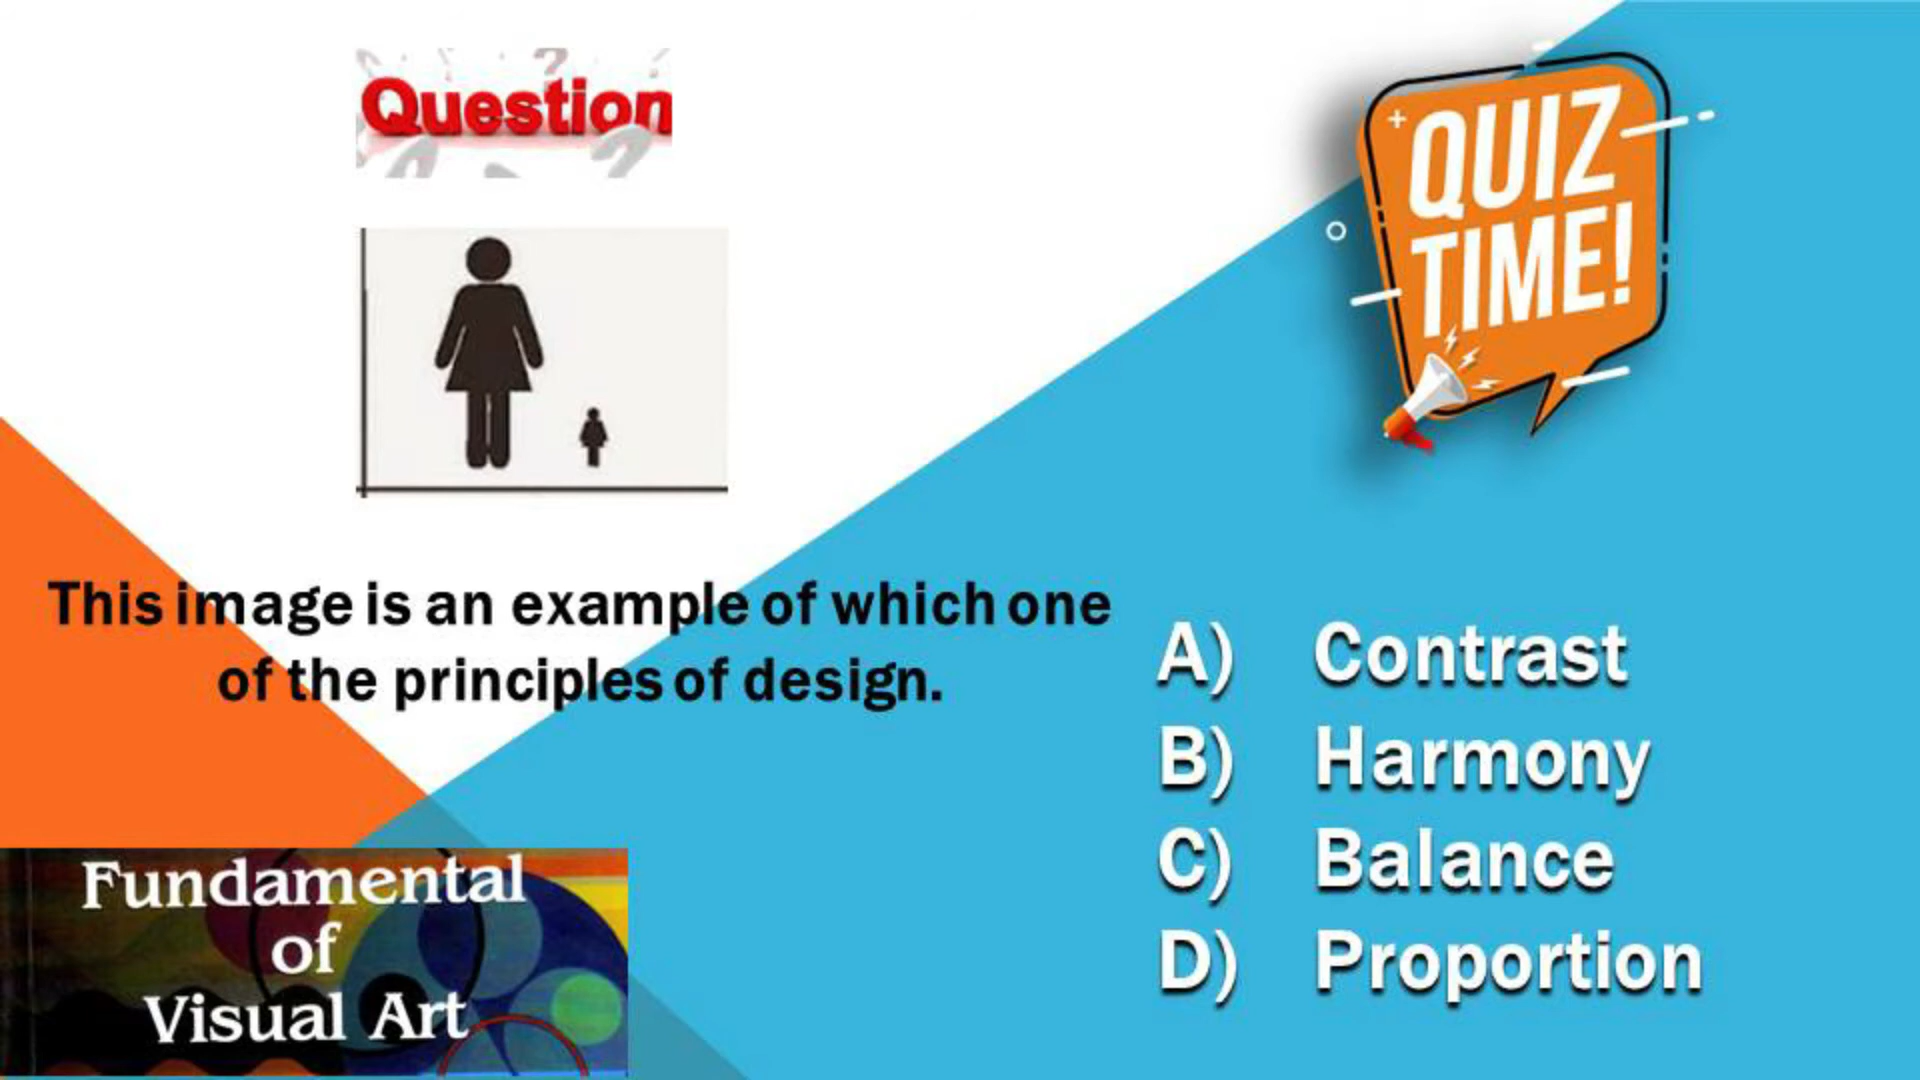 Question
QUIZ
TIME!
This image is an example of which one
of the principles of design.
A) Contrast
B) Harmony
C) Balance
D) Proportion
Fundamental
of
Visual Art